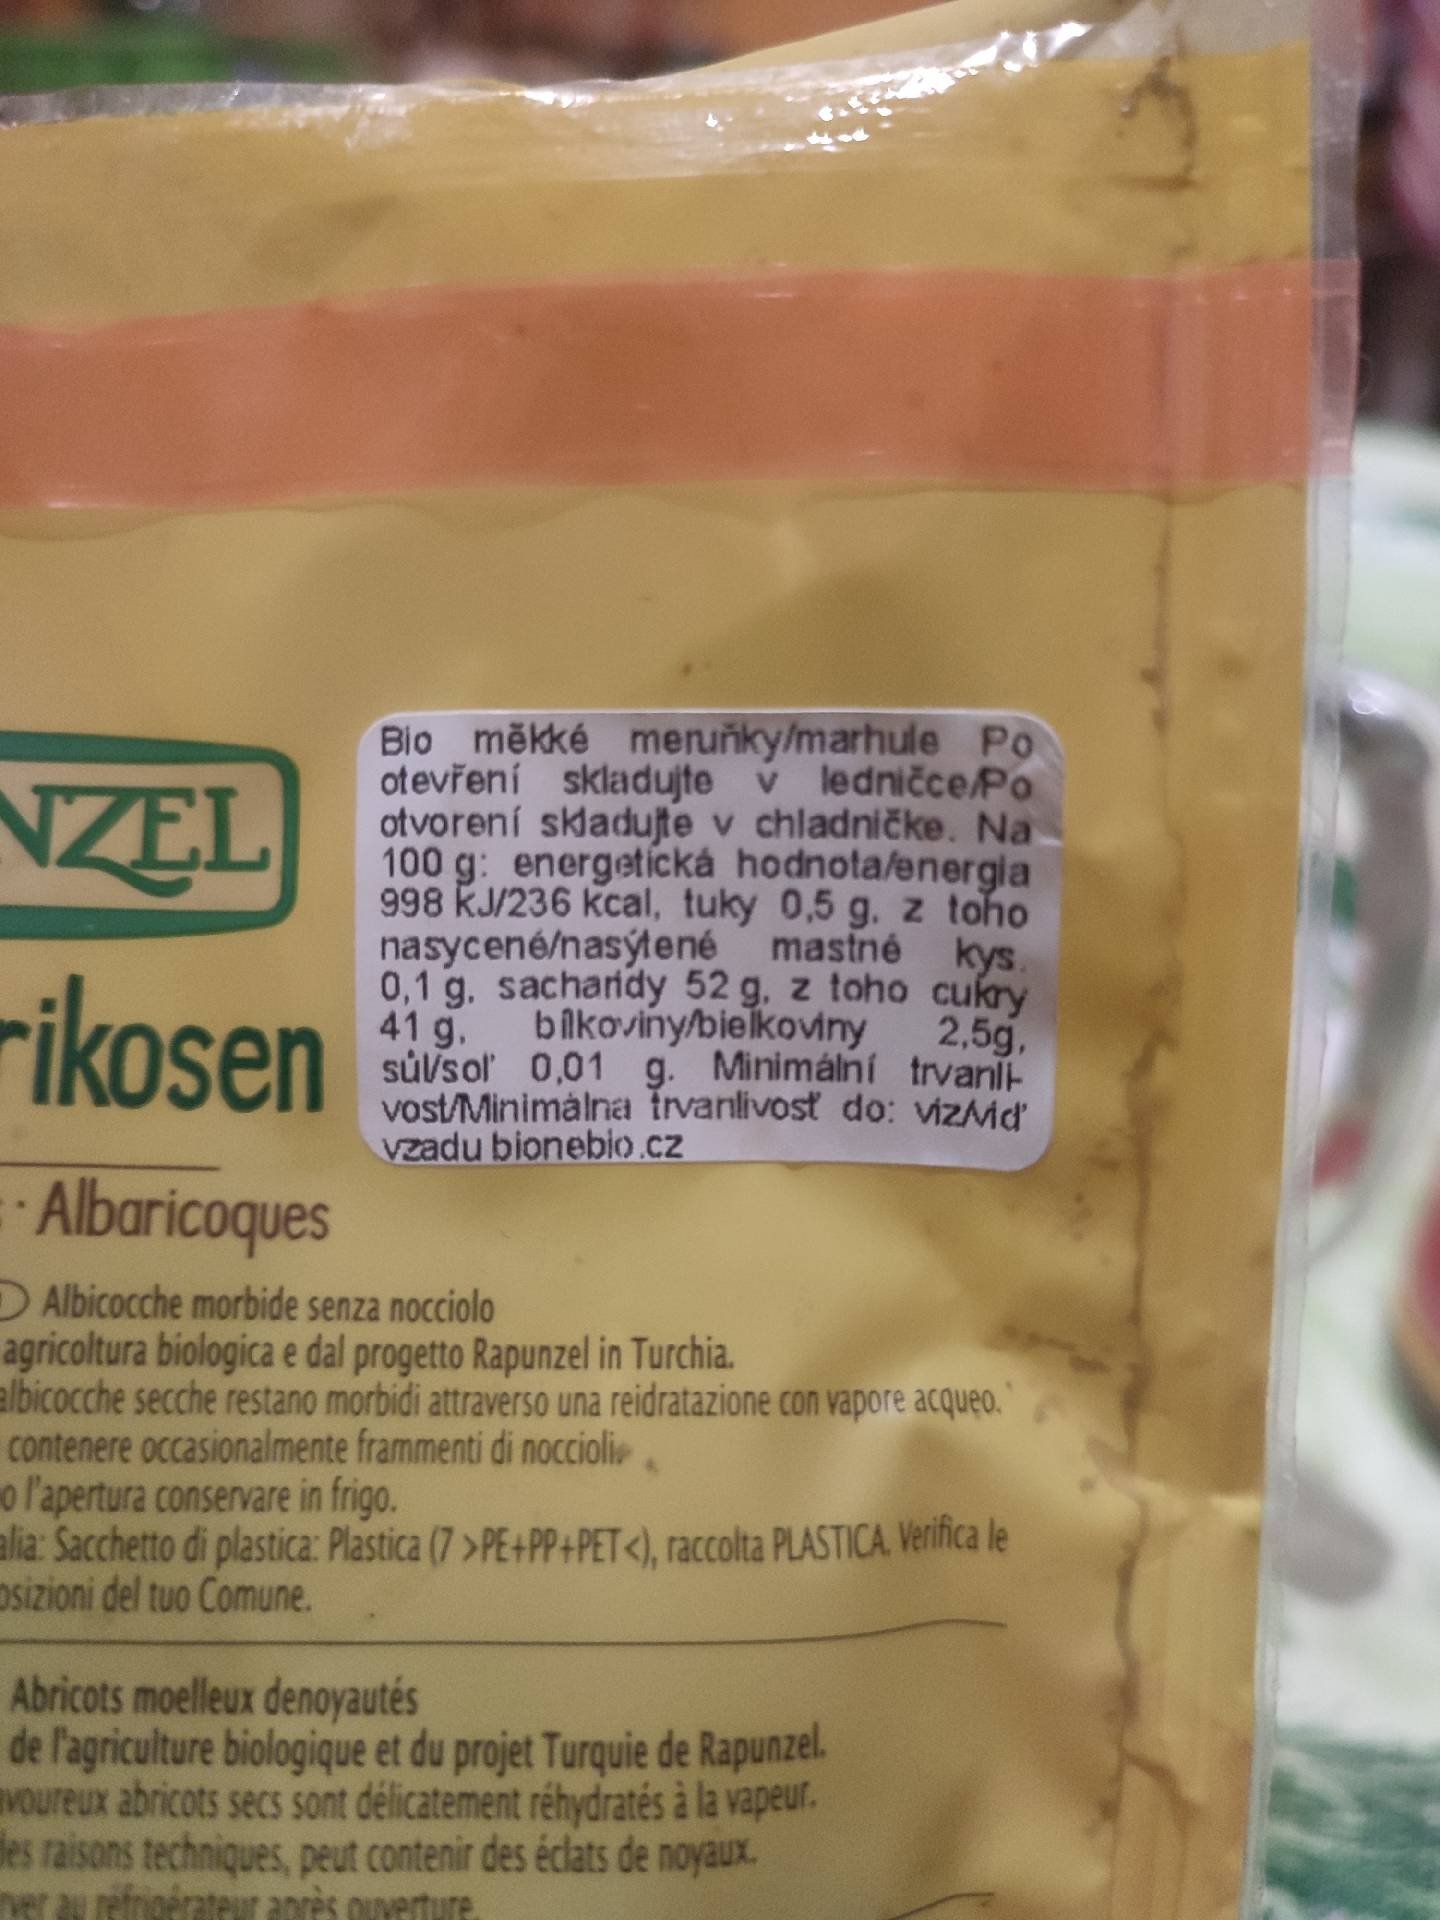 NZEL
rikosen
· Albaricoques
Bio měkké meruňky/marhule Po
otevření skladujte v ledničce/Po
otvorení skladujte v chladničke. Na
100 g: energetická hodnota/energia
998 kJ/236 kcal, tuky 0,5 g, z toho
nasycené/nasýtené mastné kys.
0,1 g, sacharidy 52 g, z toho cukry
41 g, bílkoviny/bielkoviny 2,5g,
sůl/soľ 0,01 g. Minimální trvanli-
vost/Minimálna trvanlivosť do: viz/viď
vzadu bionebio.cz
Albicocche morbide senza nocciolo
agricoltura biologica e dal progetto Rapunzel in Turchia.
albicocche secche restano morbidi attraverso una reidratazione con vapore acqueo.
contenere occasionalmente frammenti di noccioli.
o l'apertura conservare in frigo.
alia: Sacchetto di plastica: Plastica (7 >PE+PP+PET<), raccolta PLASTICA. Verifica le
osizioni del tuo Comune.
Abricots moelleux denoyautés
de l'agriculture biologique et du projet Turquie de Rapunzel.
avoureux abricots secs sont délicatement réhydratés à la vapeur.
des raisons techniques, peut contenir des éclats de noyaux.
rver au réfrigérateur après ouverture.